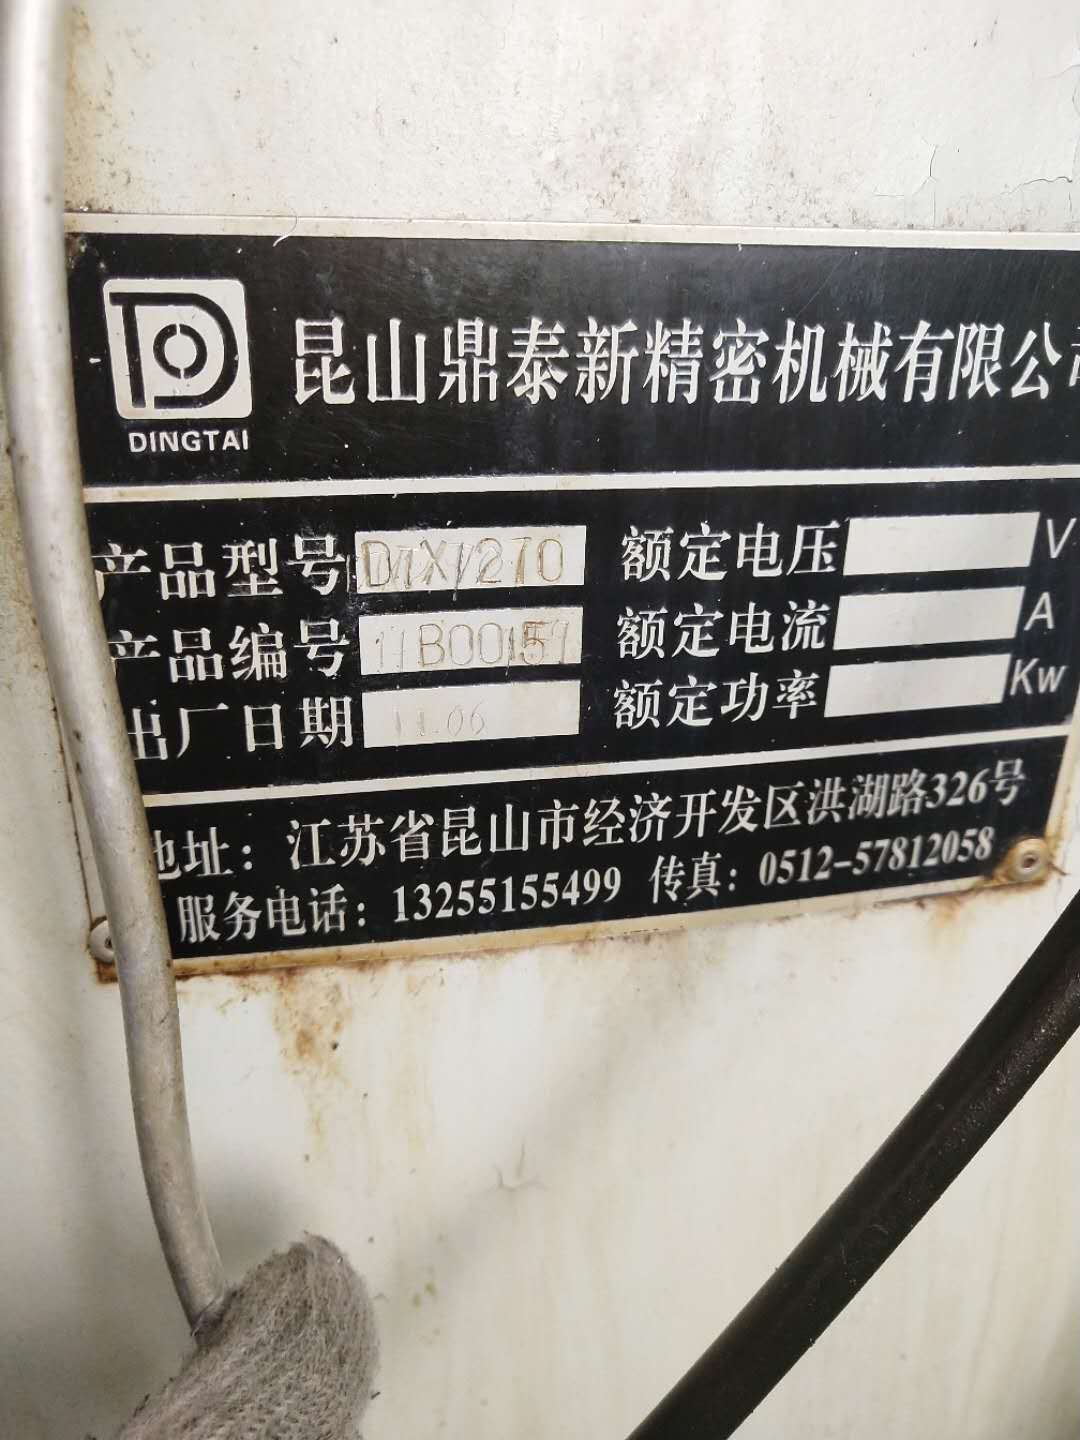 昆山鼎泰新精密机械有限公司
DINGTAI
产品型号 额定电压 V
产品编号 11B00157 额定电流 A
出厂日期 11.06 额定功率 Kw
地址：江苏省昆山市经济开发区洪湖路326号
服务电话：13255155499 传真：0512-57812058